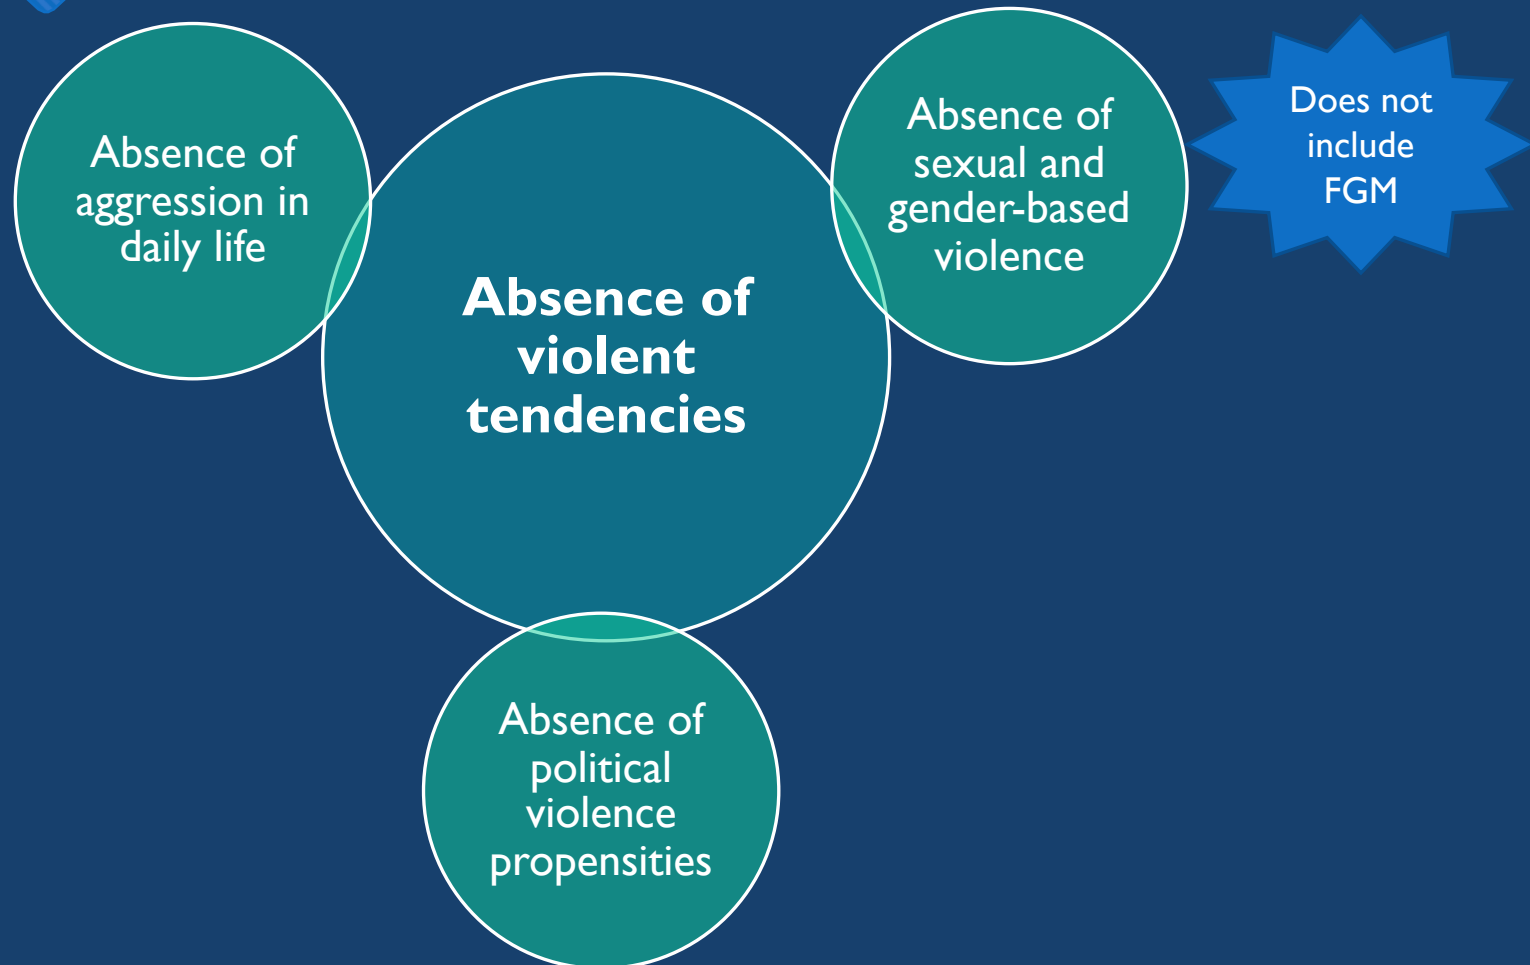 Absence of
aggression in
daily life
Absence of
violent
tendencies
Absence of
sexual and
gender-based
violence
Does not
include
FGM
Absence of
political
violence
propensities